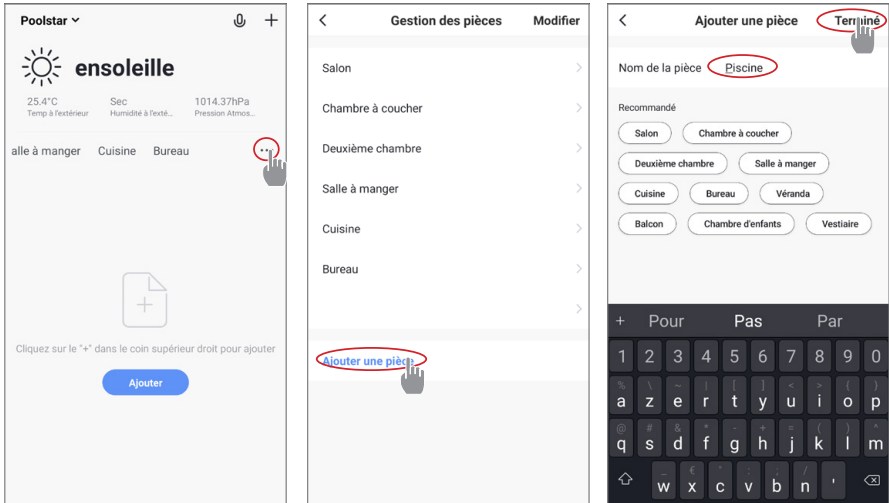 Poolstar
ensoleille
25.4°C Sec 1014.37hPa
Temp à l'extérieur Humidité à l'exté... Pression Atmos...
alle à manger Cuisine Bureau ...
Cliquez sur le "+" dans le coin supérieur droit pour ajouter
Ajouter
Gestion des pièces Modifier
Salon
Chambre à coucher
Deuxième chambre
Salle à manger
Cuisine
Bureau
Ajouter une pièce
Ajouter une pièce Terminé
Nom de la pièce Piscine
Recommandé
Salon Chambre à coucher
Deuxième chambre Salle à manger
Cuisine Bureau Véranda
Balcon Chambre d'enfants Vestiaire
+ Pour Pas Par
1 2 3 4 5 6 7 8 9 0
% \ ~ | [ ] < > { }
a z e r t y u i o p
@ # & * - + = ( ) ^
q s d f g h j k l m
_ € " : ; /
w x c v b n '